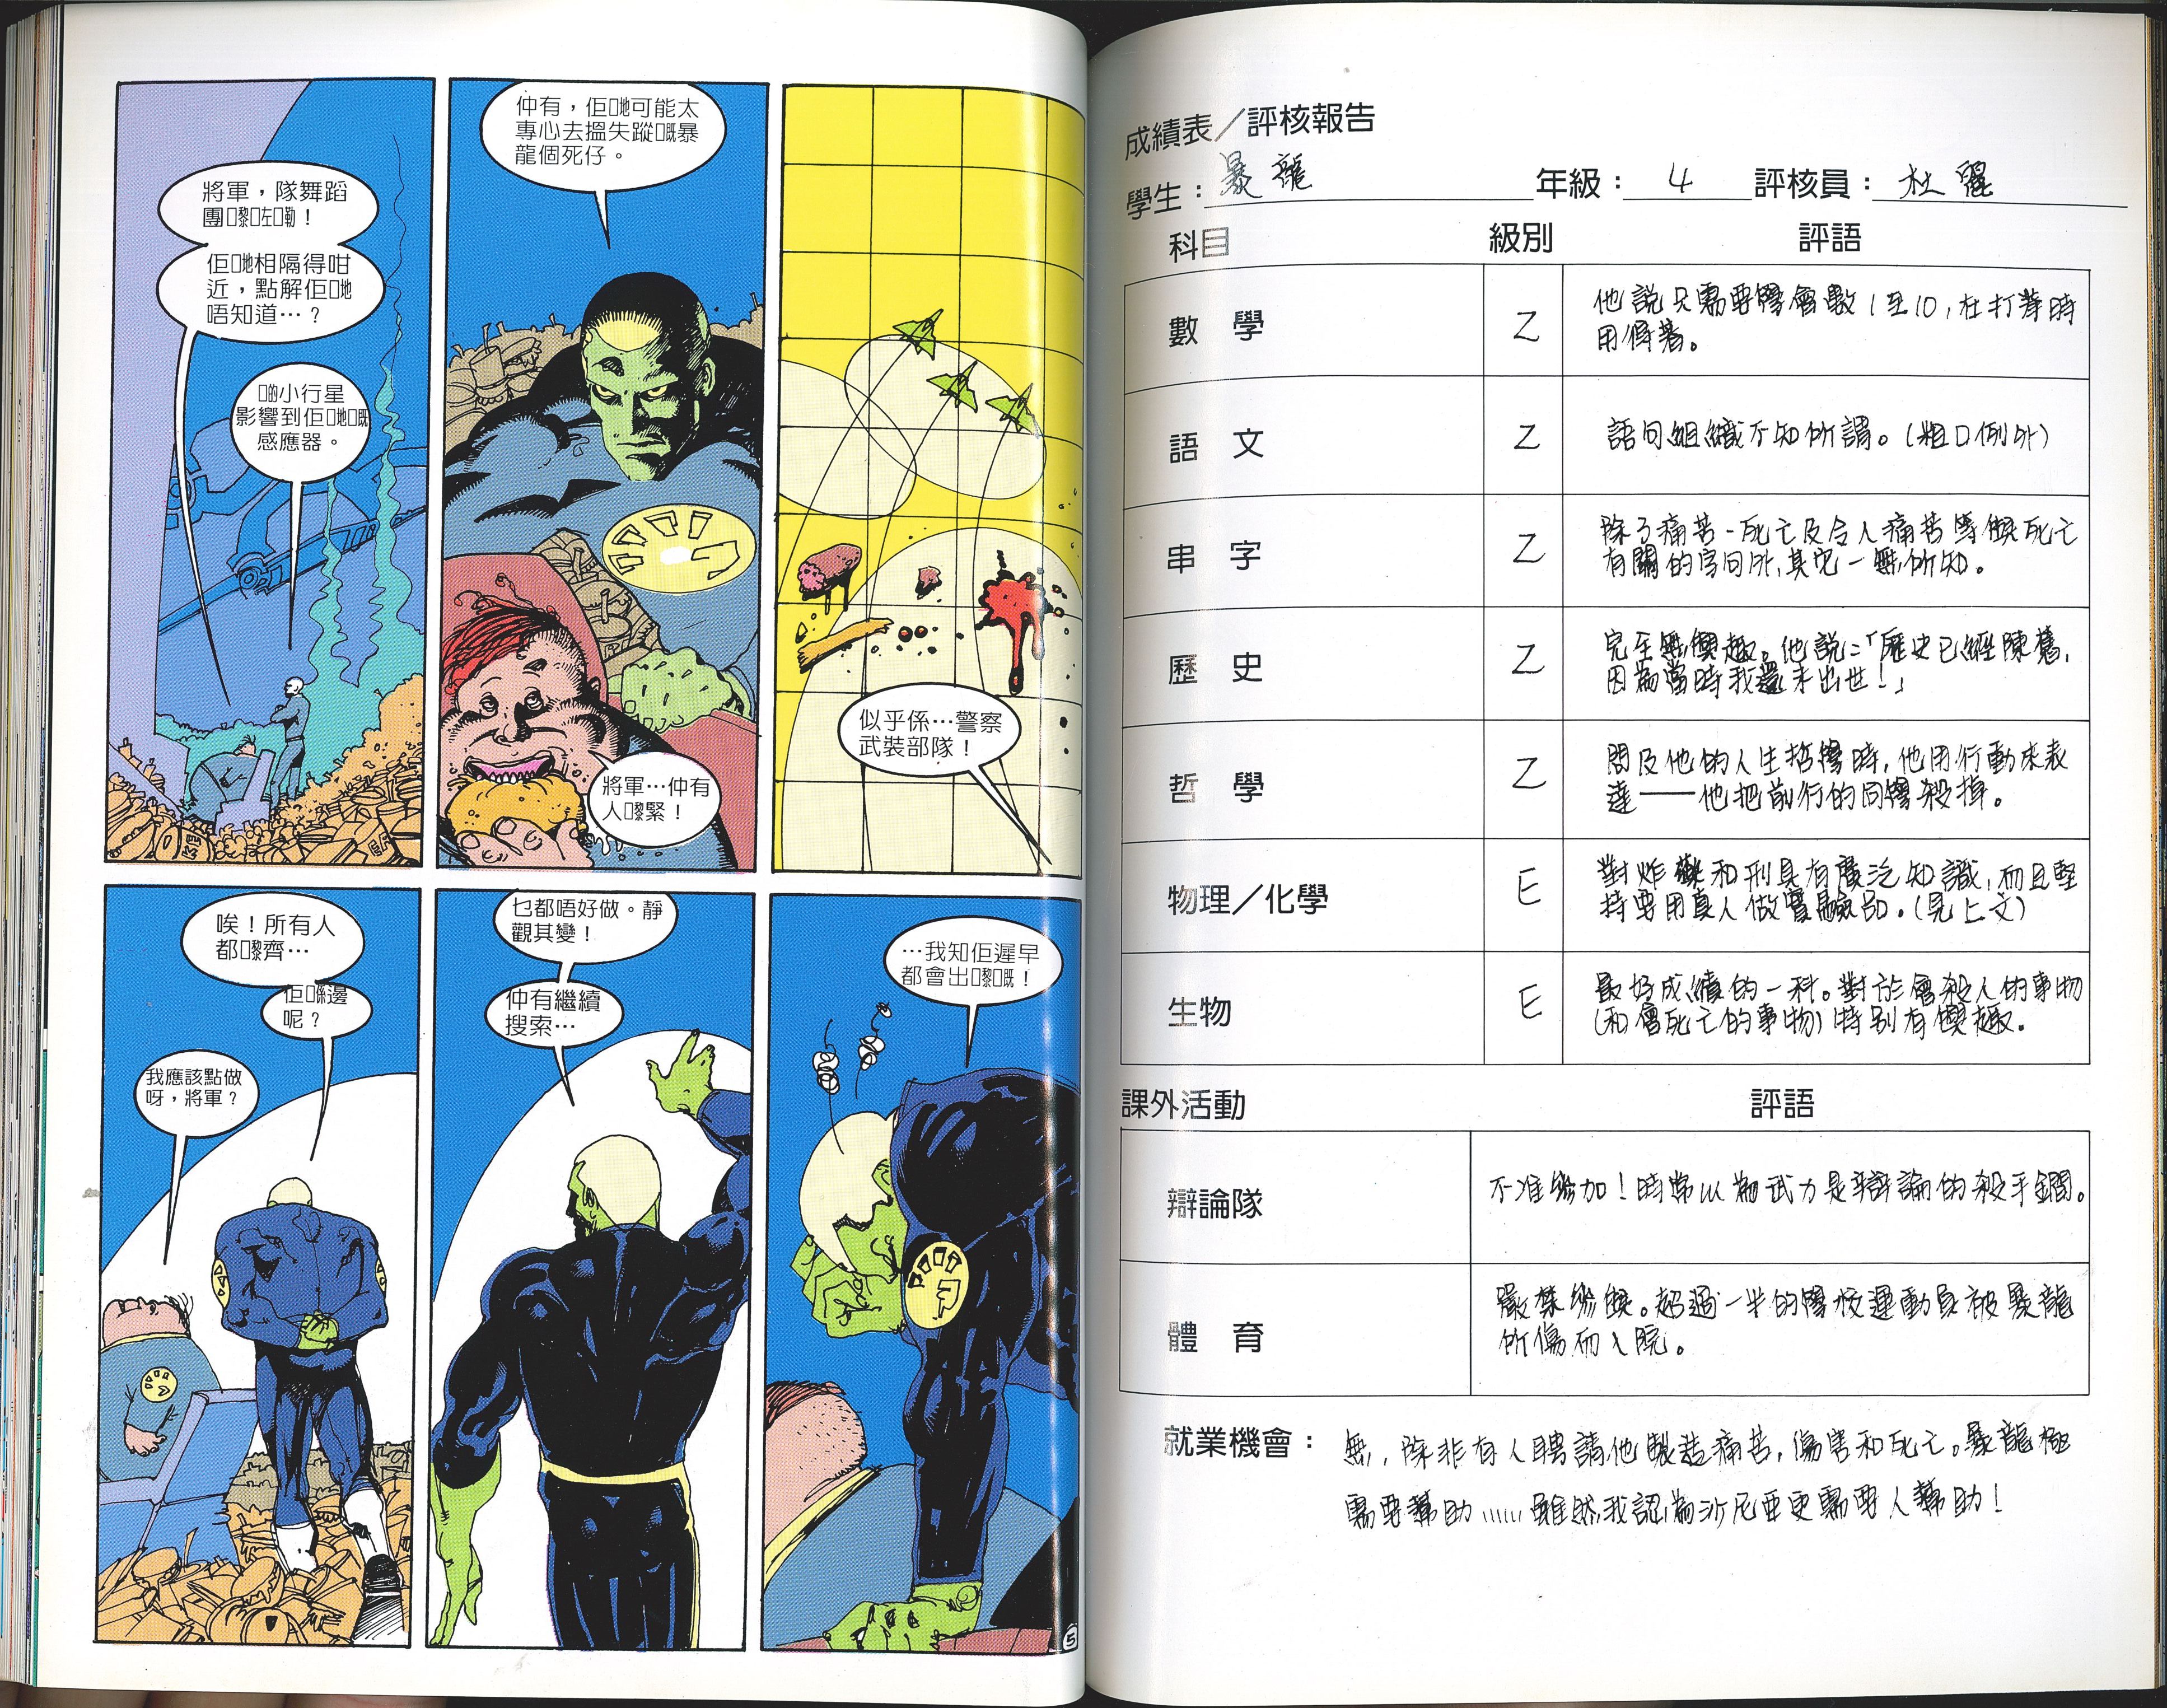 將軍，隊舞蹈
團嚟左嘞！
佢哋相隔得咁
近，點解佢哋
唔知道…？
啲小行星
影響到佢哋嘅
感應器。
仲有，佢哋可能太
專心去搵失蹤嘅暴
龍個死仔。
將軍…仲有
人嚟緊！
似乎係…警察
武裝部隊！
唉！所有人
都嚟齊…
佢喺邊
呢？
我應該點做
呀，將軍？
乜都唔好做。靜
觀其變！
仲有繼續
搜索…
…我知佢遲早
都會出嚟嘅！
5
成績表／評核報告
學生：暴龍 年級：4 評核員：杜麗
科目 級別 評語
數 學 Z 他說只需要學會數1至10，在打莑時
用得著。
語 文 Z 語句組織不知所謂。（粗口例外）
串 字 Z 除了痛苦、死亡及令人痛苦等與死亡
有關的字句外，其它一無所知。
歷 史 Z 完全無興趣。他說：「歷史已經陳舊，
因為當時我還未出世！」
哲 學 Z 問及他的人生哲學時，他用行動來表
達——他把前行的同學殺掉。
物理／化學 E 對炸藥和刑具有廣泛知識，而且堅
持要用真人做實驗品。（見上文）
生物 E 最好成績的一科。對於會殺人的事物
（和會死亡的事物）特別有興趣。
課外活動 評語
辯論隊 不准參加！時常以為武力是辯論的殺手鐧。
體 育 嚴禁參與。超過一半的學校運動員被暴龍
所傷而入院。
就業機會： 無，除非有人聘請他製造痛苦，傷害和死亡。暴龍極
需要幫助……雖然我認為沙尼亞更需要人幫助！